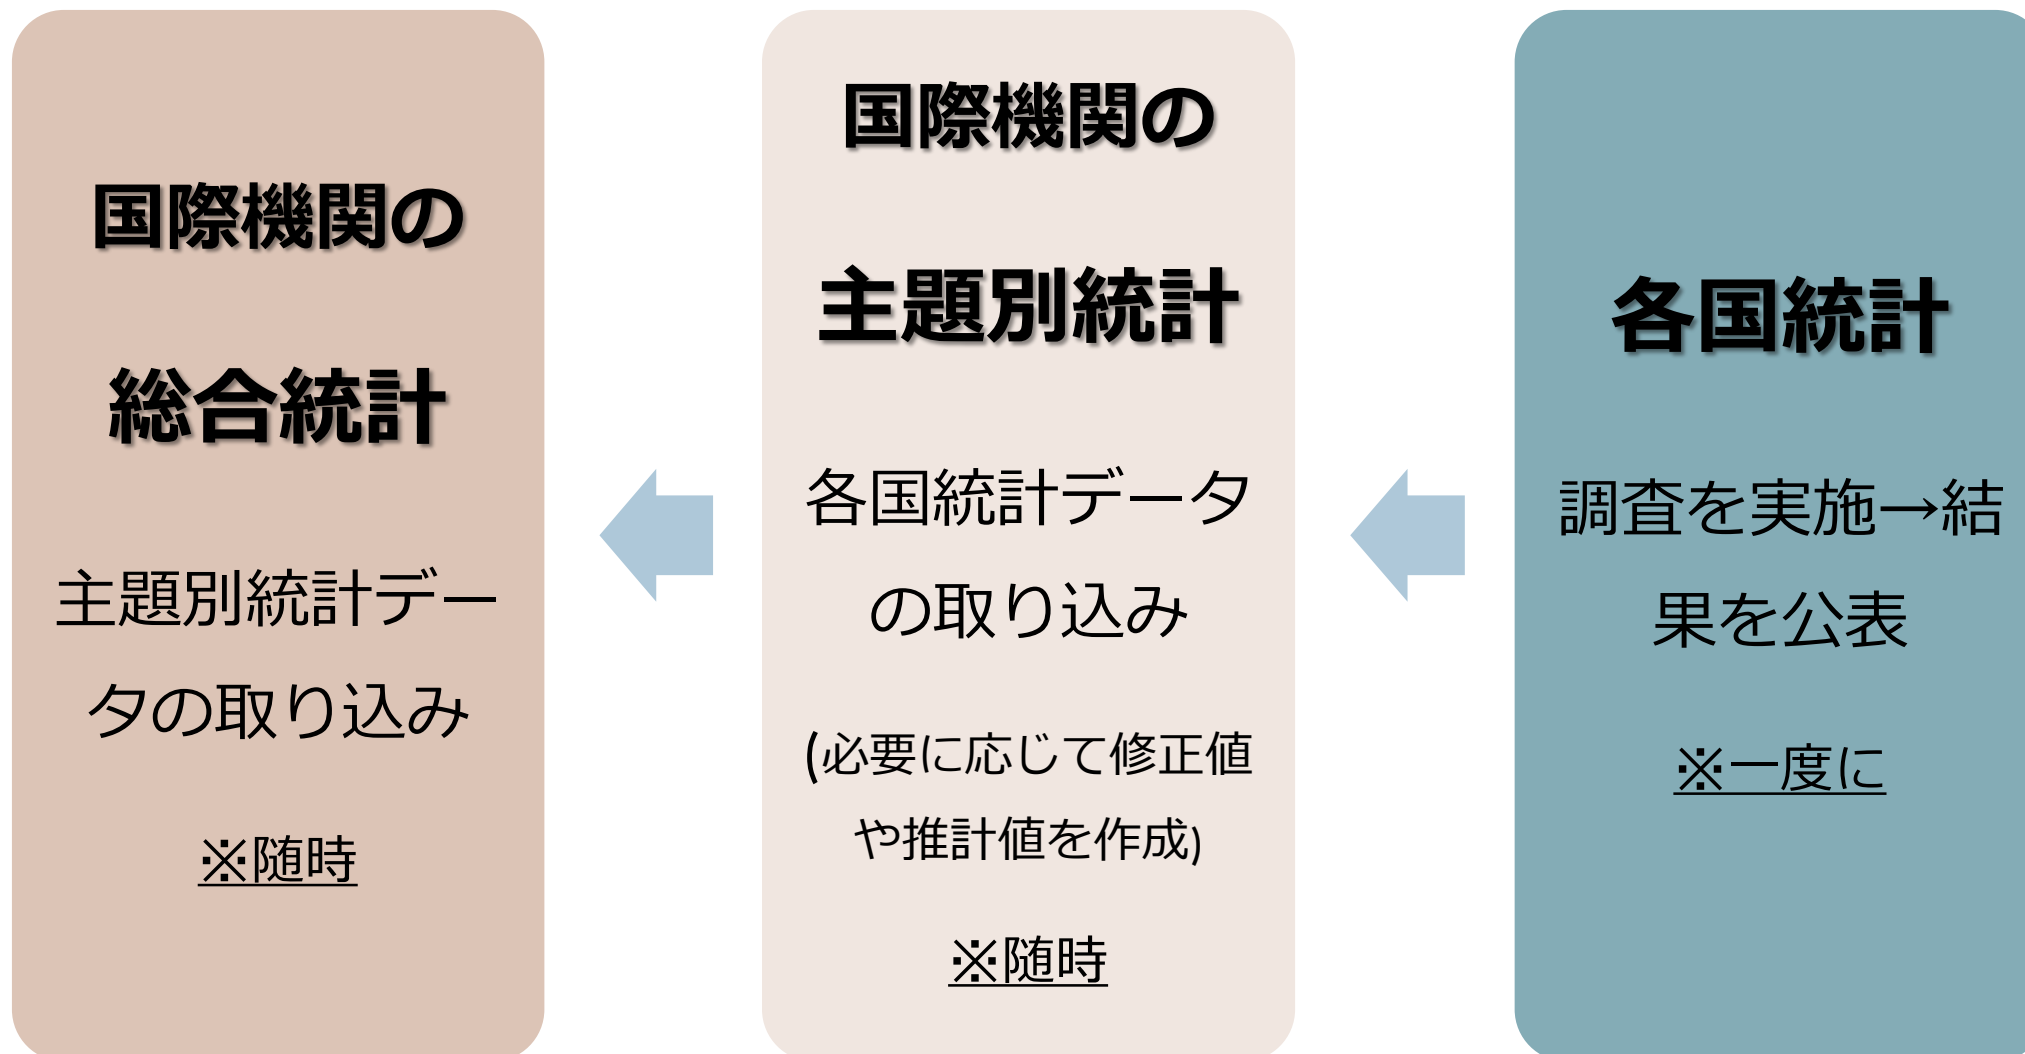 国際機関の
総合統計
主題別統計デー
タの取り込み
※随時
国際機関の
主題別統計
各国統計データ
の取り込み
(必要に応じて修正値
や推計値を作成)
※随時
各国統計
調査を実施→結
果を公表
※一度に